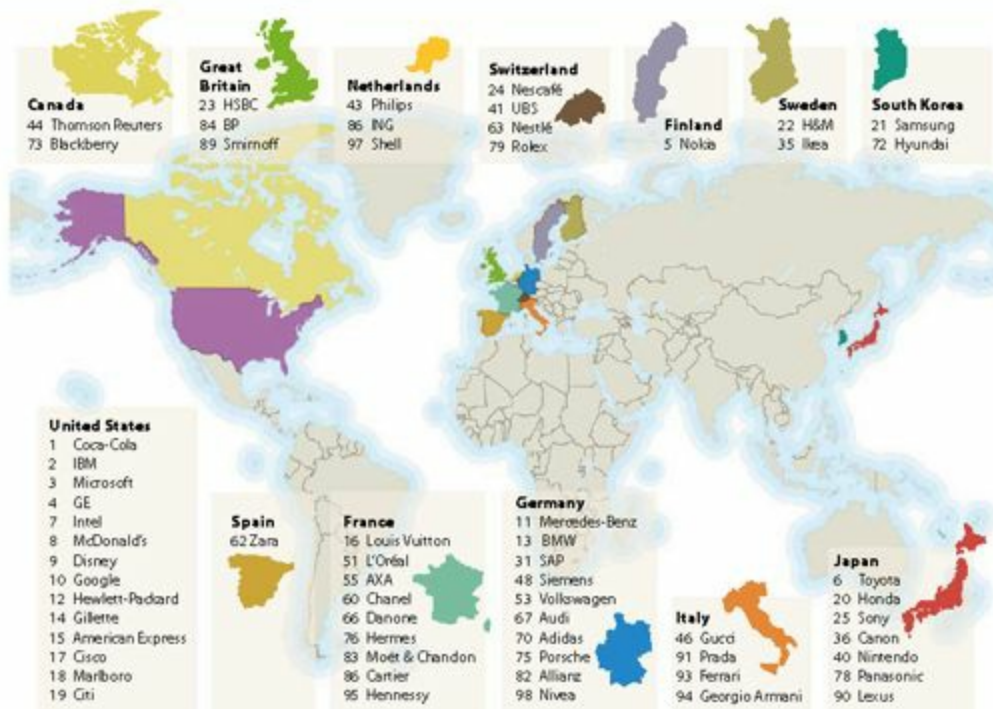 Canada
44 Thomson Reuters
73 Blackberry
Great
Britain
23 HSBC
84 BP
89 Smirnoff
Netherlands
43 Philips
86 ING
97 Shell
Switzerland
24 Nescafé
41 UBS
63 Nestlé
79 Rolex
Finland
5 Nokia
Sweden
22 H&M
35 Ikea
South Korea
21 Samsung
72 Hyundai
United States
1 Coca-Cola
2 IBM
3 Microsoft
4 GE
7 Intel
8 McDonald's
9 Disney
10 Google
12 Hewlett-Packard
14 Gillette
15 American Express
17 Cisco
18 Marlboro
19 Citi
Spain
62 Zara
France
16 Louis Vuitton
51 L'Oréal
55 AXA
60 Chanel
66 Danone
76 Hermes
83 Moët & Chandon
86 Cartier
95 Hennessy
Germany
11 Mercedes-Benz
13 BMW
31 SAP
48 Siemens
53 Volkswagen
67 Audi
70 Adidas
75 Porsche
82 Allianz
98 Nivea
Italy
46 Gucci
91 Prada
93 Ferrari
94 Georgio Armani
Japan
6 Toyota
20 Honda
25 Sony
36 Canon
40 Nintendo
78 Panasonic
90 Lexus